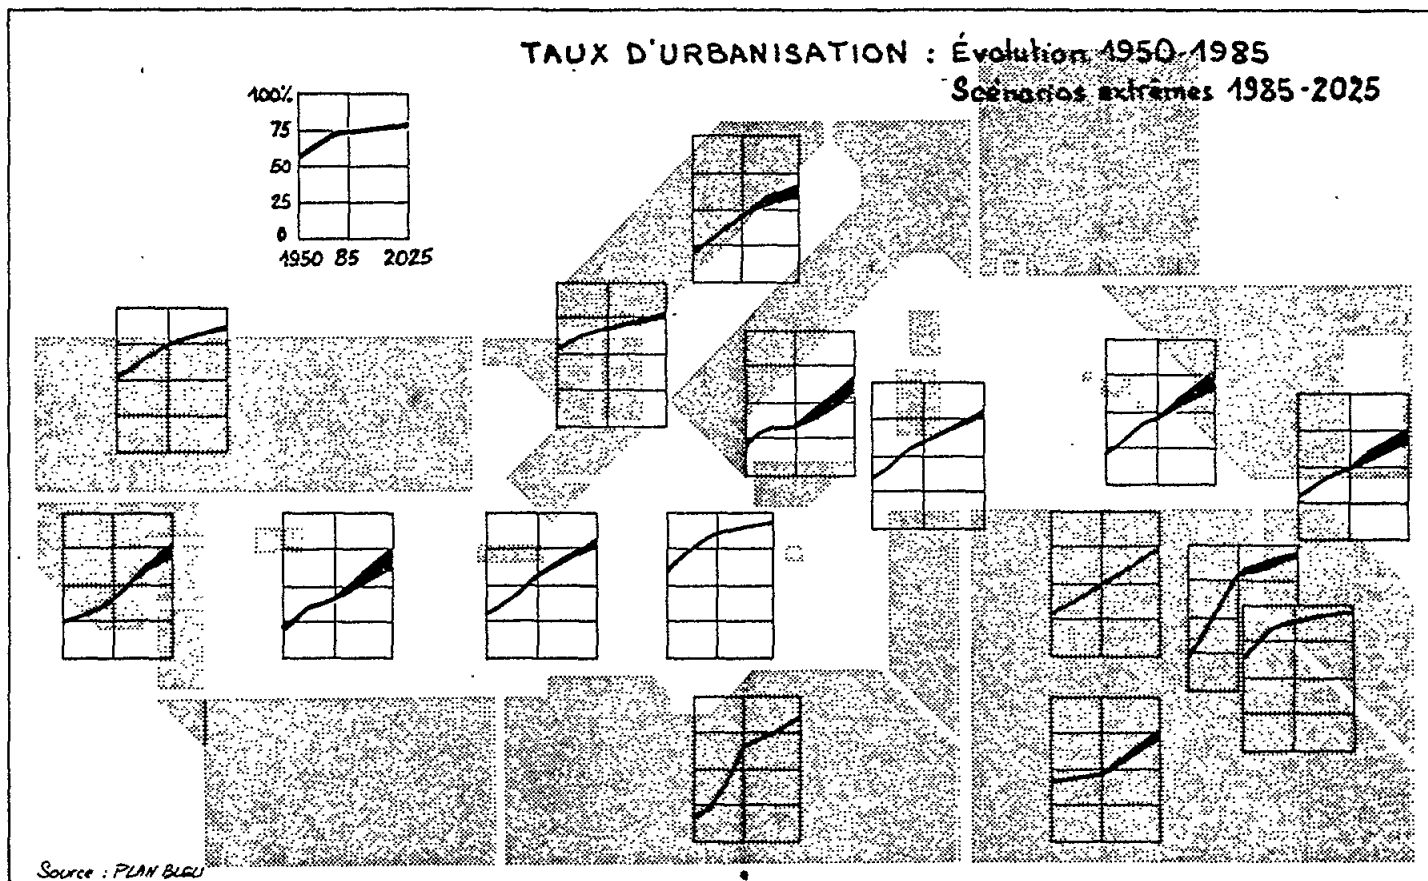 TAUX D'URBANISATION : Évolution 1950-1985
Scénarios extrêmes 1985-2025
100%
75
50
25
0
1950 85 2025
Source : PLAN BLEU